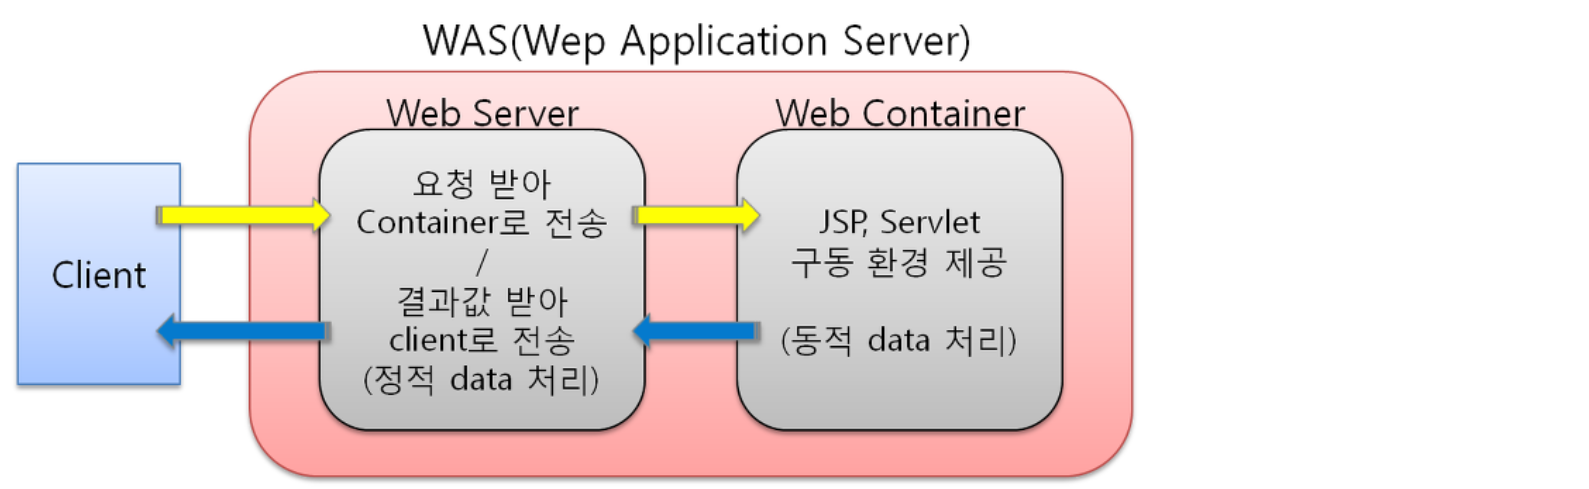 WAS(Wep Application Server)
Web Server
Web Container
Client
요청 받아
Container로 전송
/
결과값 받아
client로 전송
(정적 data 처리)
JSP, Servlet
구동 환경 제공
(동적 data 처리)